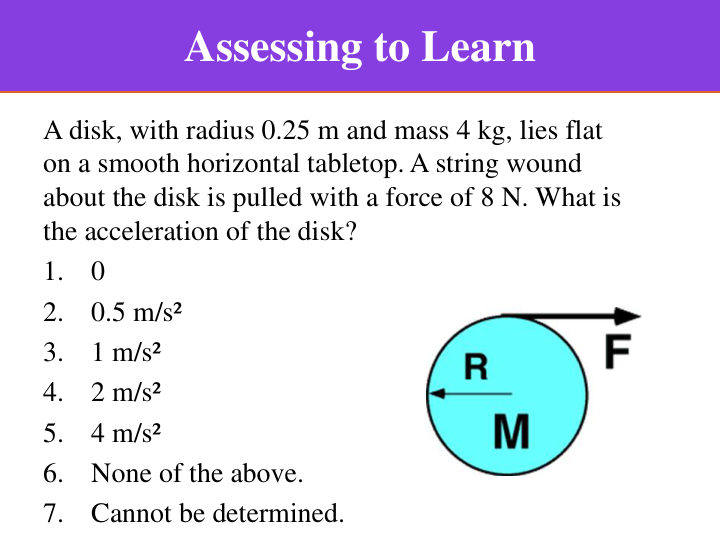 Assessing to Learn
A disk, with radius 0.25 m and mass 4 kg, lies flat
on a smooth horizontal tabletop. A string wound
about the disk is pulled with a force of 8 N. What is
the acceleration of the disk?
1. 0
2. 0.5 m/s²
3. 1 m/s²
4. 2 m/s²
5. 4 m/s²
6. None of the above.
7. Cannot be determined.
F
R
M